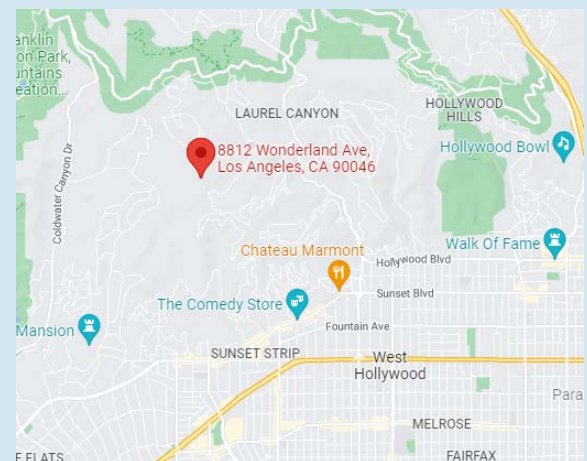 anklin
on Park,
untains
eation...
LAUREL CANYON
HOLLYWOOD
HILLS
8812 Wonderland Ave,
Los Angeles, CA 90046
Hollywood Bowl
Coldwater Canyon Dr
Chateau Marmont
Walk Of Fame
Hollywood Blvd
Sunset Blvd
The Comedy Store
Fountain Ave
Mansion
SUNSET STRIP
West
Hollywood
Para
MELROSE
E FLATS
FAIRFAX